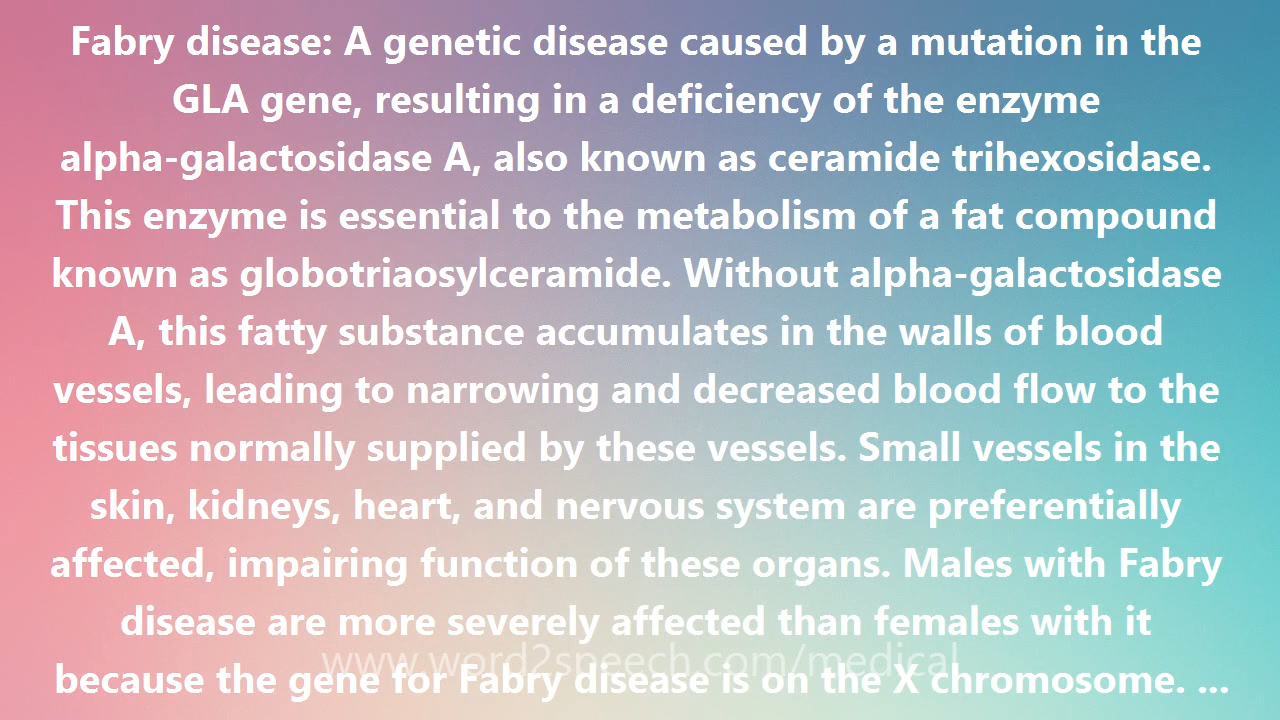 Fabry disease: A genetic disease caused by a mutation in the
GLA gene, resulting in a deficiency of the enzyme
alpha-galactosidase A, also known as ceramide trihexosidase.
This enzyme is essential to the metabolism of a fat compound
known as globotriaosylceramide. Without alpha-galactosidase
A, this fatty substance accumulates in the walls of blood
vessels, leading to narrowing and decreased blood flow to the
tissues normally supplied by these vessels. Small vessels in the
skin, kidneys, heart, and nervous system are preferentially
affected, impairing function of these organs. Males with Fabry
disease are more severely affected than females with it
www.word2speech.com/medical
because the gene for Fabry disease is on the X chromosome. ...